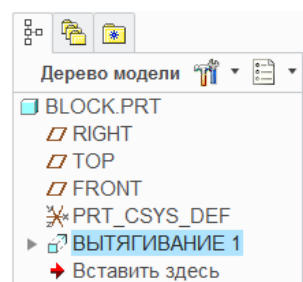 Дерево модели
BLOCK.PRT
RIGHT
TOP
FRONT
PRT_CSYS_DEF
ВЫТЯГИВАНИЕ 1
Вставить здесь